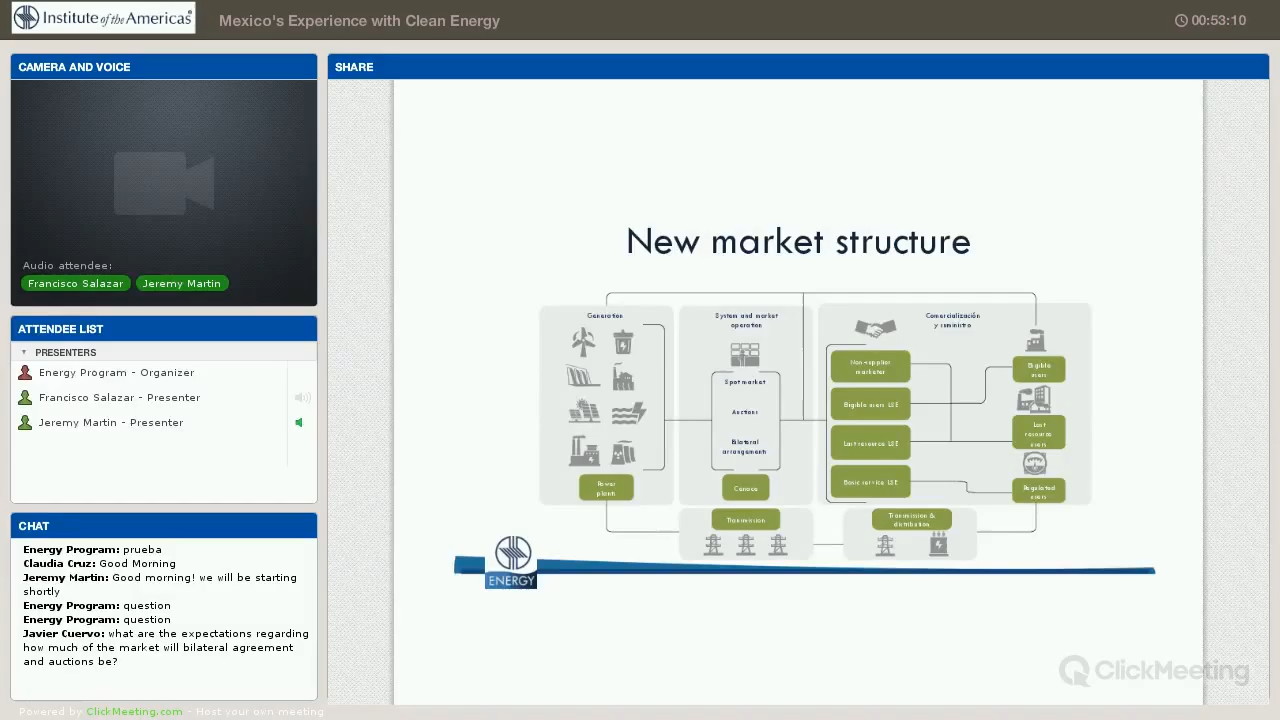 Institute of the Americas
Mexico's Experience with Clean Energy
00:53:10
CAMERA AND VOICE
Audio attendee:
Francisco Salazar
Jeremy Martin
ATTENDEE LIST
PRESENTERS
Energy Program - Organizer
Francisco Salazar - Presenter
Jeremy Martin - Presenter
CHAT
Energy Program: prueba
Claudia Cruz: Good Morning
Jeremy Martin: Good morning! we will be starting
shortly
Energy Program: question
Energy Program: question
Javier Cuervo: what are the expectations regarding
how much of the market will bilateral agreement
and auctions be?
Powered by ClickMeeting.com - Host your own meeting
SHARE
New market structure
Generation
Power
plants
System and market
operation
Spot market
Auctions
Bilateral
arrangements
Cenace
Comercialización
y suministro
Non-supplier
marketer
Eligible users LSE
Last resource LSE
Basic service LSE
Eligible
users
Last
resource
users
Regulated
users
Transmission
Transmission &
distribution
ENERGY
ClickMeeting